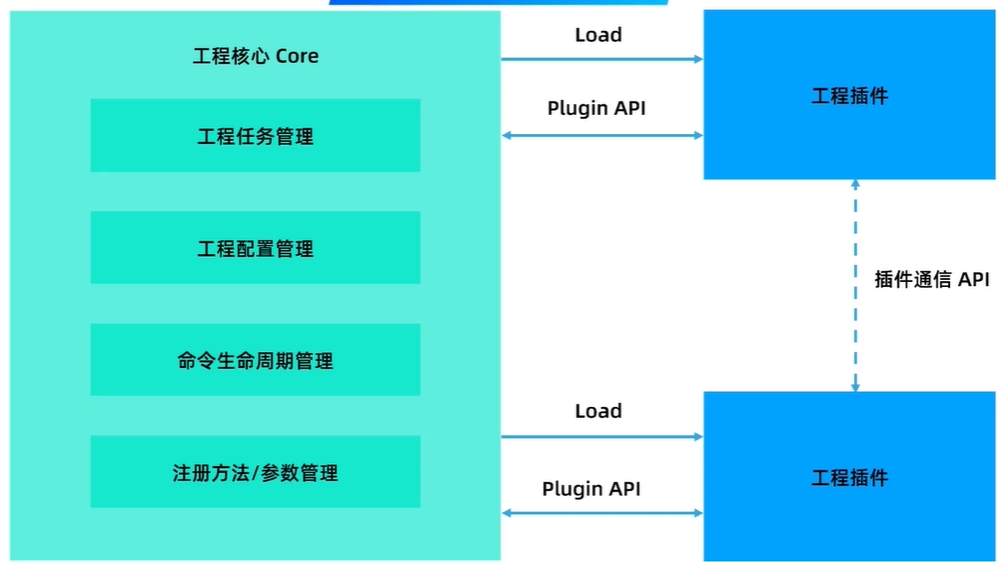 工程核心 Core
工程任务管理
工程配置管理
命令生命周期管理
注册方法/参数管理
Load
Plugin API
工程插件
插件通信 API
Load
Plugin API
工程插件